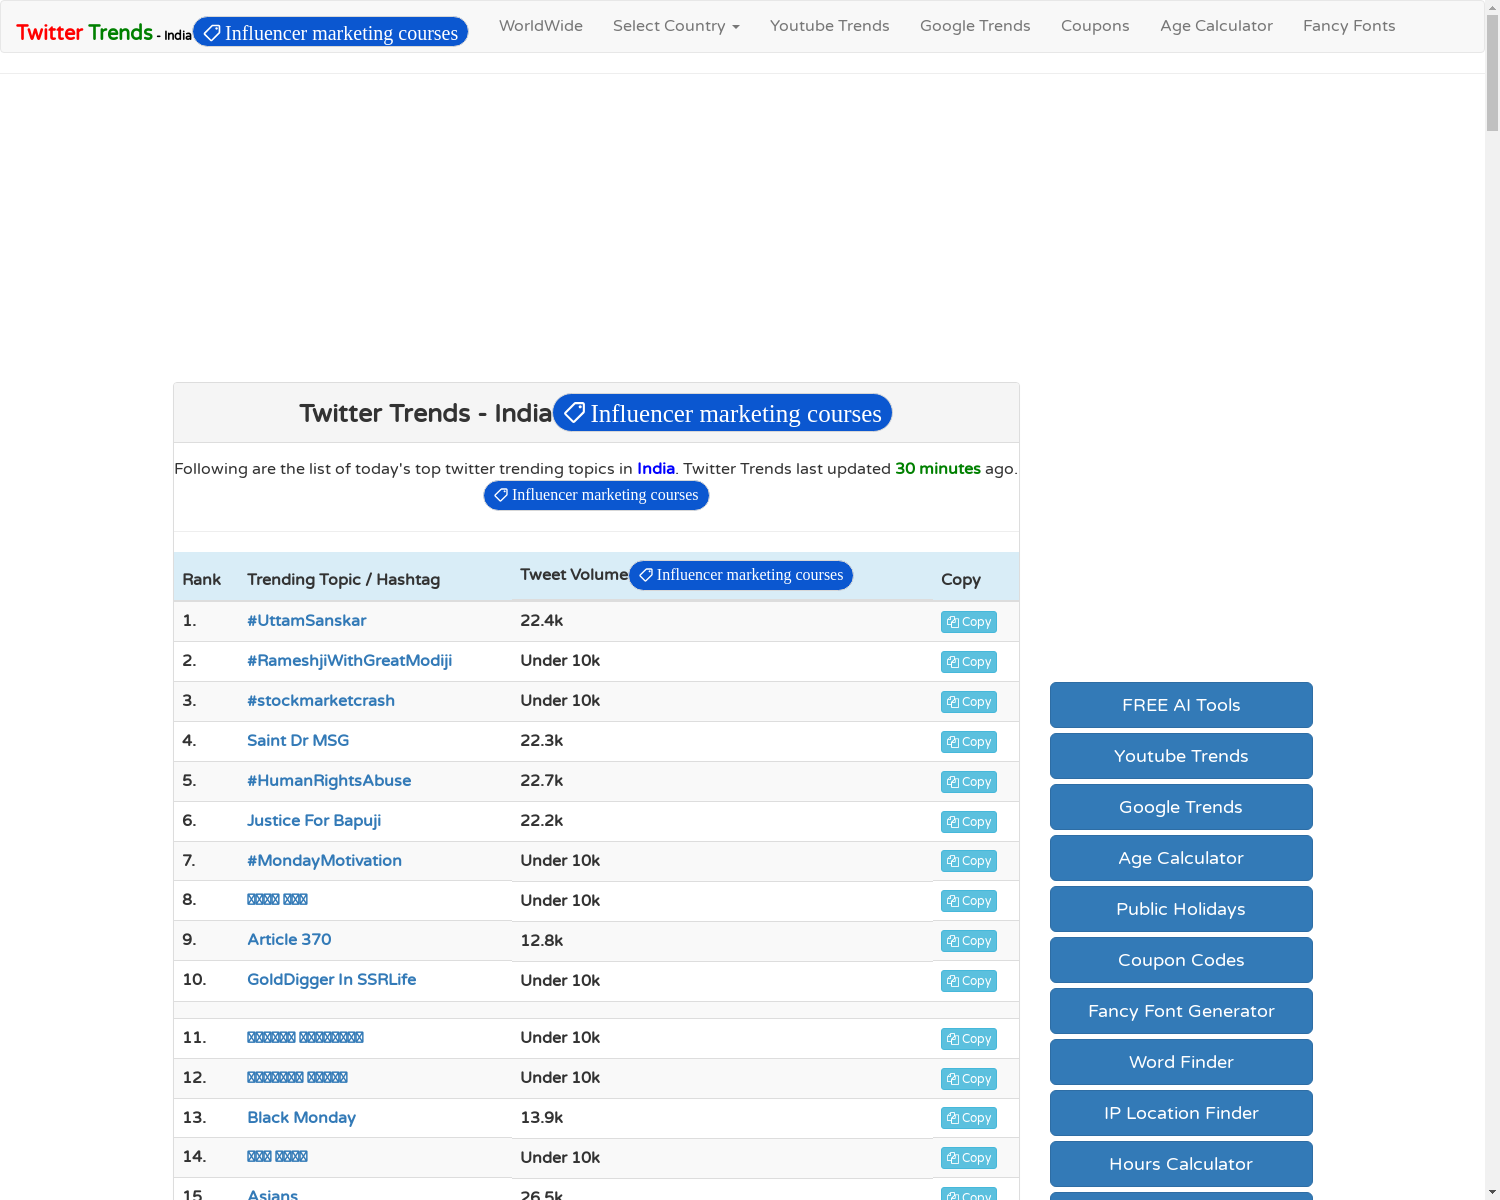 Twitter Trends - India Influencer marketing courses WorldWide Select Country Youtube Trends Google Trends Coupons Age Calculator Fancy Fonts
Twitter Trends - India Influencer marketing courses
Following are the list of today's top twitter trending topics in India. Twitter Trends last updated 30 minutes ago.
Influencer marketing courses
Rank Trending Topic / Hashtag Tweet Volume Influencer marketing courses Copy
1. #UttamSanskar 22.4k Copy
2. #RameshjiWithGreatModiji Under 10k Copy
3. #stockmarketcrash Under 10k Copy
4. Saint Dr MSG 22.3k Copy
5. #HumanRightsAbuse 22.7k Copy
6. Justice For Bapuji 22.2k Copy
7. #MondayMotivation Under 10k Copy
8. Under 10k Copy
9. Article 370 12.8k Copy
10. GoldDigger In SSRLife Under 10k Copy
11. Under 10k Copy
12. Under 10k Copy
13. Black Monday 13.9k Copy
14. Under 10k Copy
15. Asians 26.5k Copy
FREE AI Tools
Youtube Trends
Google Trends
Age Calculator
Public Holidays
Coupon Codes
Fancy Font Generator
Word Finder
IP Location Finder
Hours Calculator